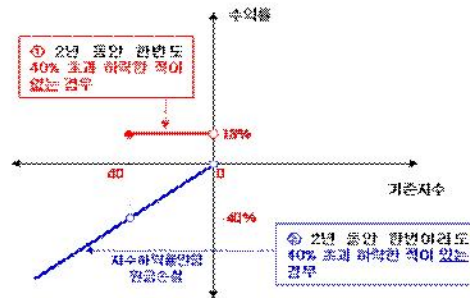 수익률
① 2년 동안 한번도
40% 초과 하락한 적이
없는 경우
13%
40
0
기준지수
-40%
② 2년 동안 한번이라도
40% 초과 하락한 적이 있는
경우
지수하락률만큼
원금손실